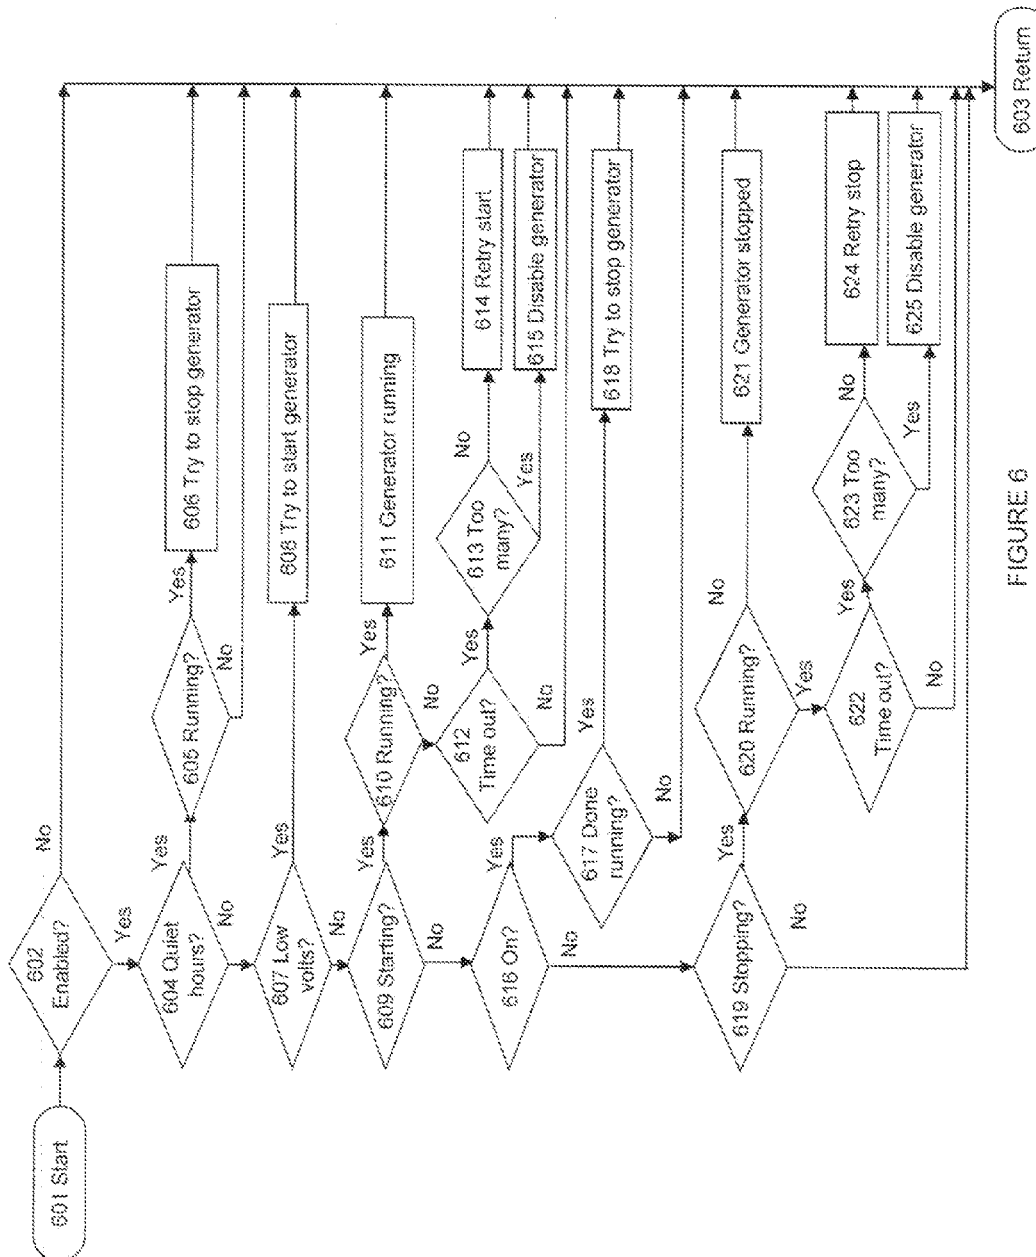 601 Start
602
Enabled?
No
Yes
604 Quiet
hours?
Yes
No
605 Running?
Yes
No
606 Try to stop generator
607 Low
volts?
Yes
No
608 Try to start generator
609 Starting?
Yes
No
610 Running?
Yes
No
611 Generator running
612
Time out?
Yes
No
613 Too
many?
No
Yes
614 Retry start
615 Disable generator
616 On?
Yes
No
617 Done
running?
Yes
No
618 Try to stop generator
619 Stopping?
Yes
No
620 Running?
No
Yes
621 Generator stopped
622
Time out?
Yes
No
623 Too
many?
No
Yes
624 Retry stop
625 Disable generator
603 Return
FIGURE 6